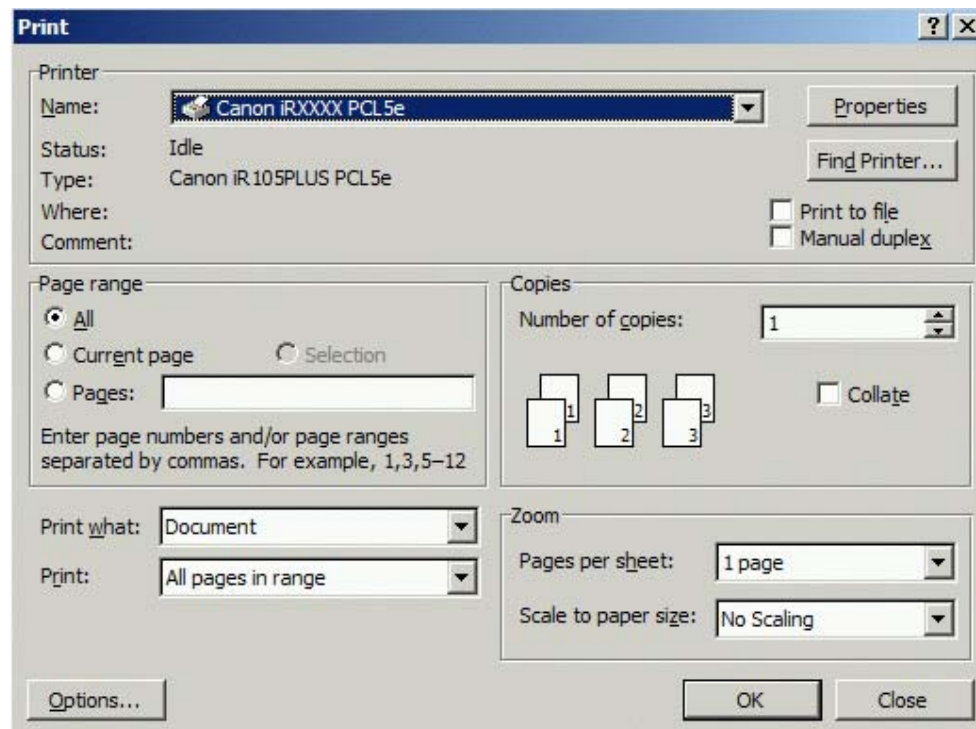 Print
Printer
Name: Canon iRXXXX PCL5e
Properties
Status: Idle
Find Printer...
Type: Canon iR105PLUS PCL5e
Where:
Print to file
Comment:
Manual duplex
Page range
All
Current page Selection
Pages:
Enter page numbers and/or page ranges
separated by commas. For example, 1,3,5–12
Copies
Number of copies: 1
1 1 2 2 3 3
Collate
Print what: Document
Print: All pages in range
Zoom
Pages per sheet: 1 page
Scale to paper size: No Scaling
Options...
OK
Close